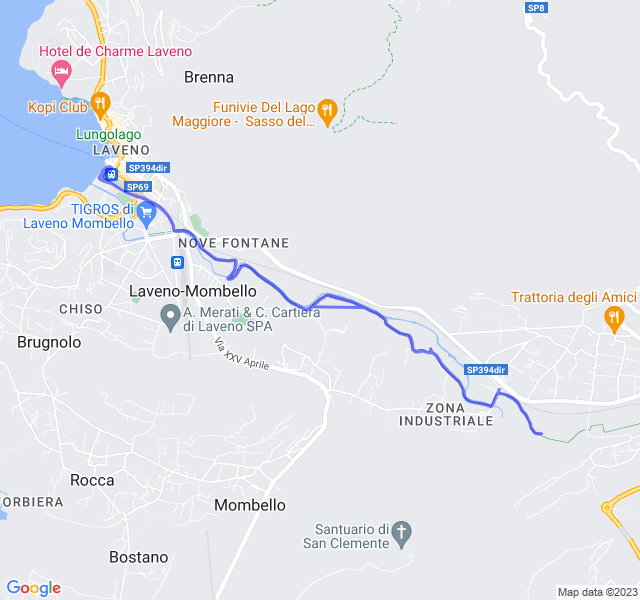 SP8
Hotel de Charme Laveno
Brenna
Kopi Club
Funivie Del Lago
Maggiore - Sasso del...
Lungolago
LAVENO
SP394dir
SP69
TIGROS di
Laveno Mombello
NOVE FONTANE
Laveno-Mombello
Trattoria degli Amici
CHISO
A. Merati & C. Cartiera
di Laveno SPA
Brugnolo
Via XXV Aprile
SP394dir
ZONA
INDUSTRIALE
Rocca
ORBIERA
Mombello
Santuario di
San Clemente
Bostano
Google
Map data ©2023